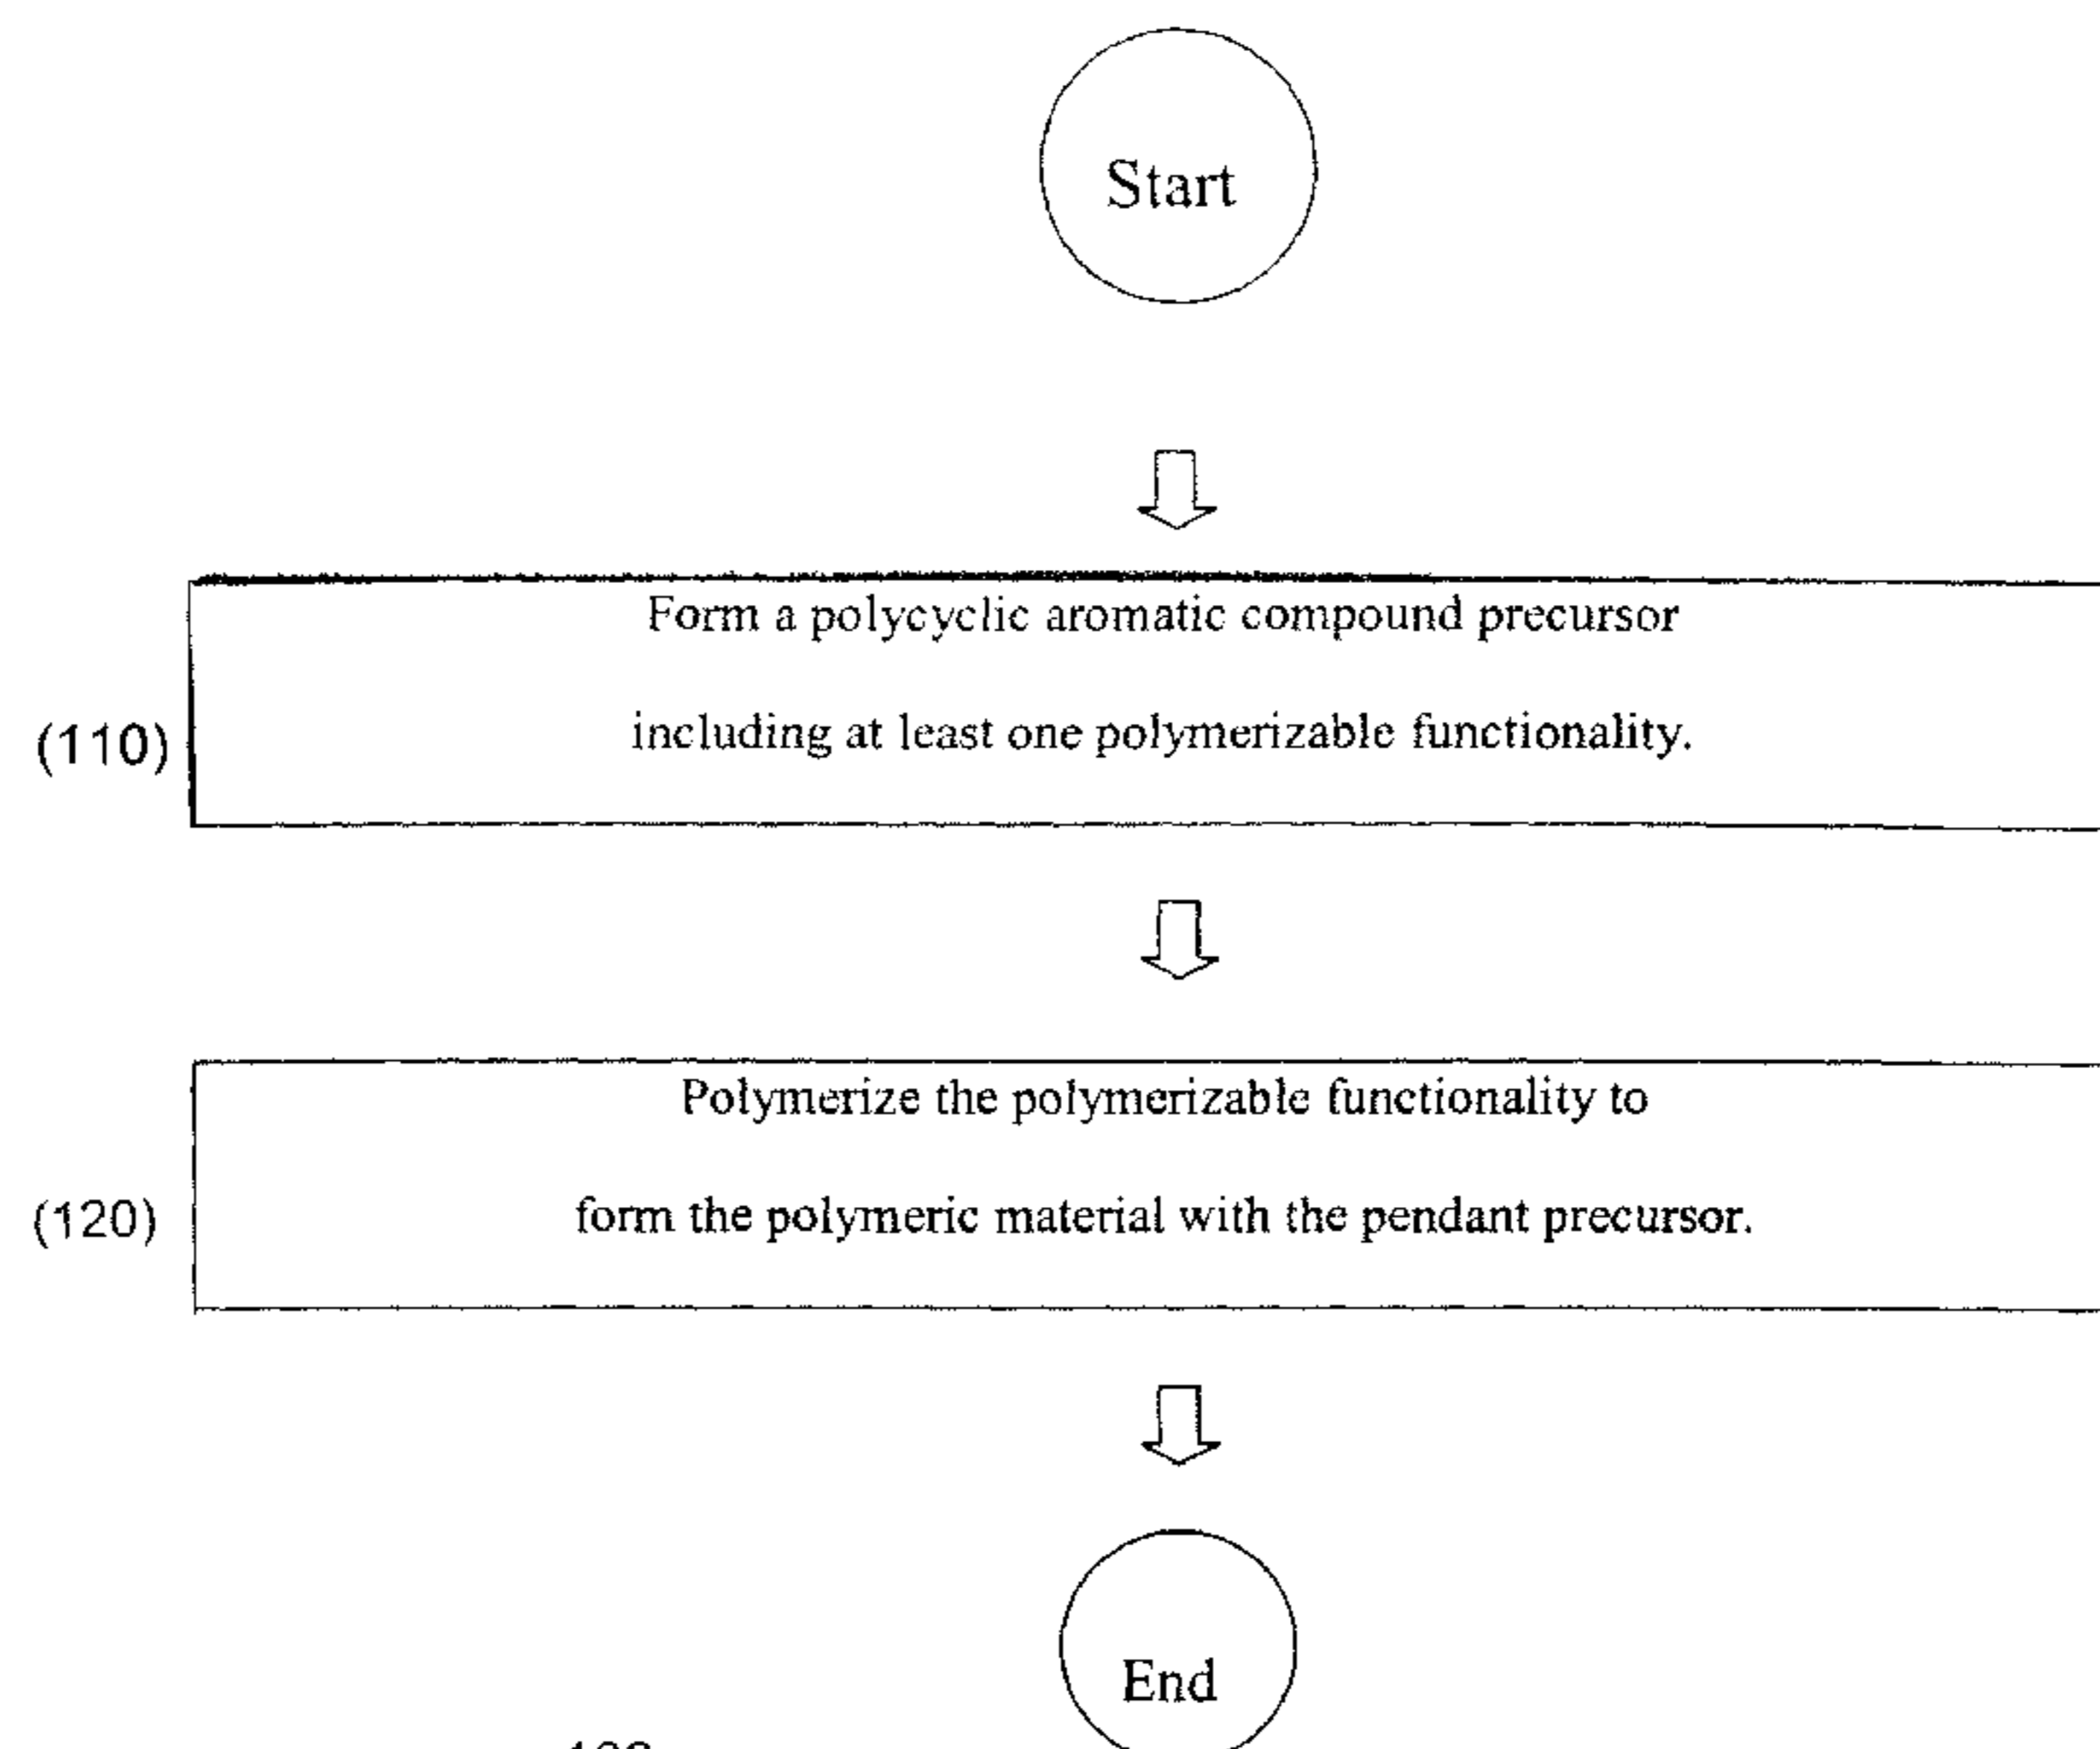 Start
Form a polycyclic aromatic compound precursor
(110)
including at least one polymerizable functionality.
Polymerize the polymerizable functionality to
(120)
form the polymeric material with the pendant precursor.
End